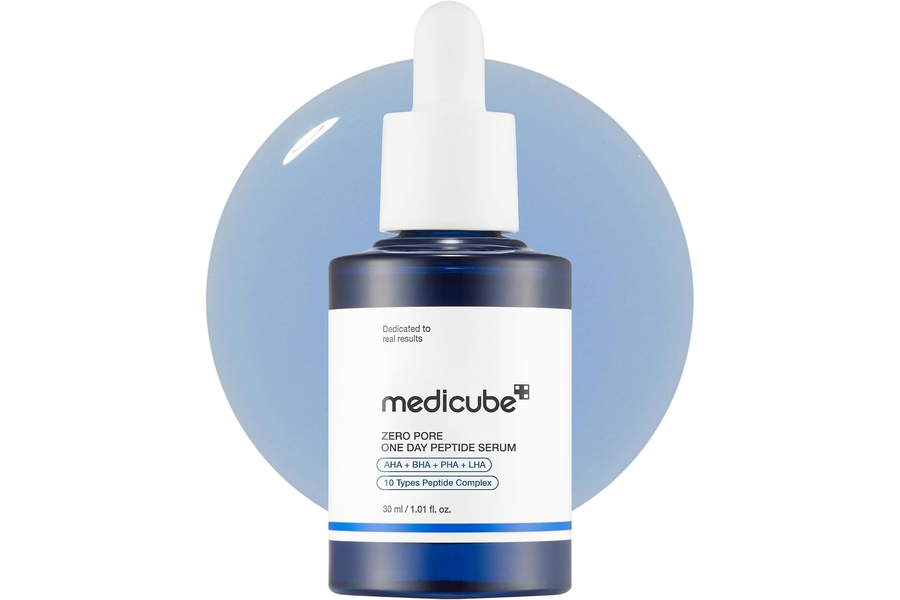 Dedicated to
real results
medicube
ZERO PORE
ONE DAY PEPTIDE SERUM
AHA + BHA + PHA + LHA
10 Types Peptide Complex
30 ml / 1.01 fl. oz.